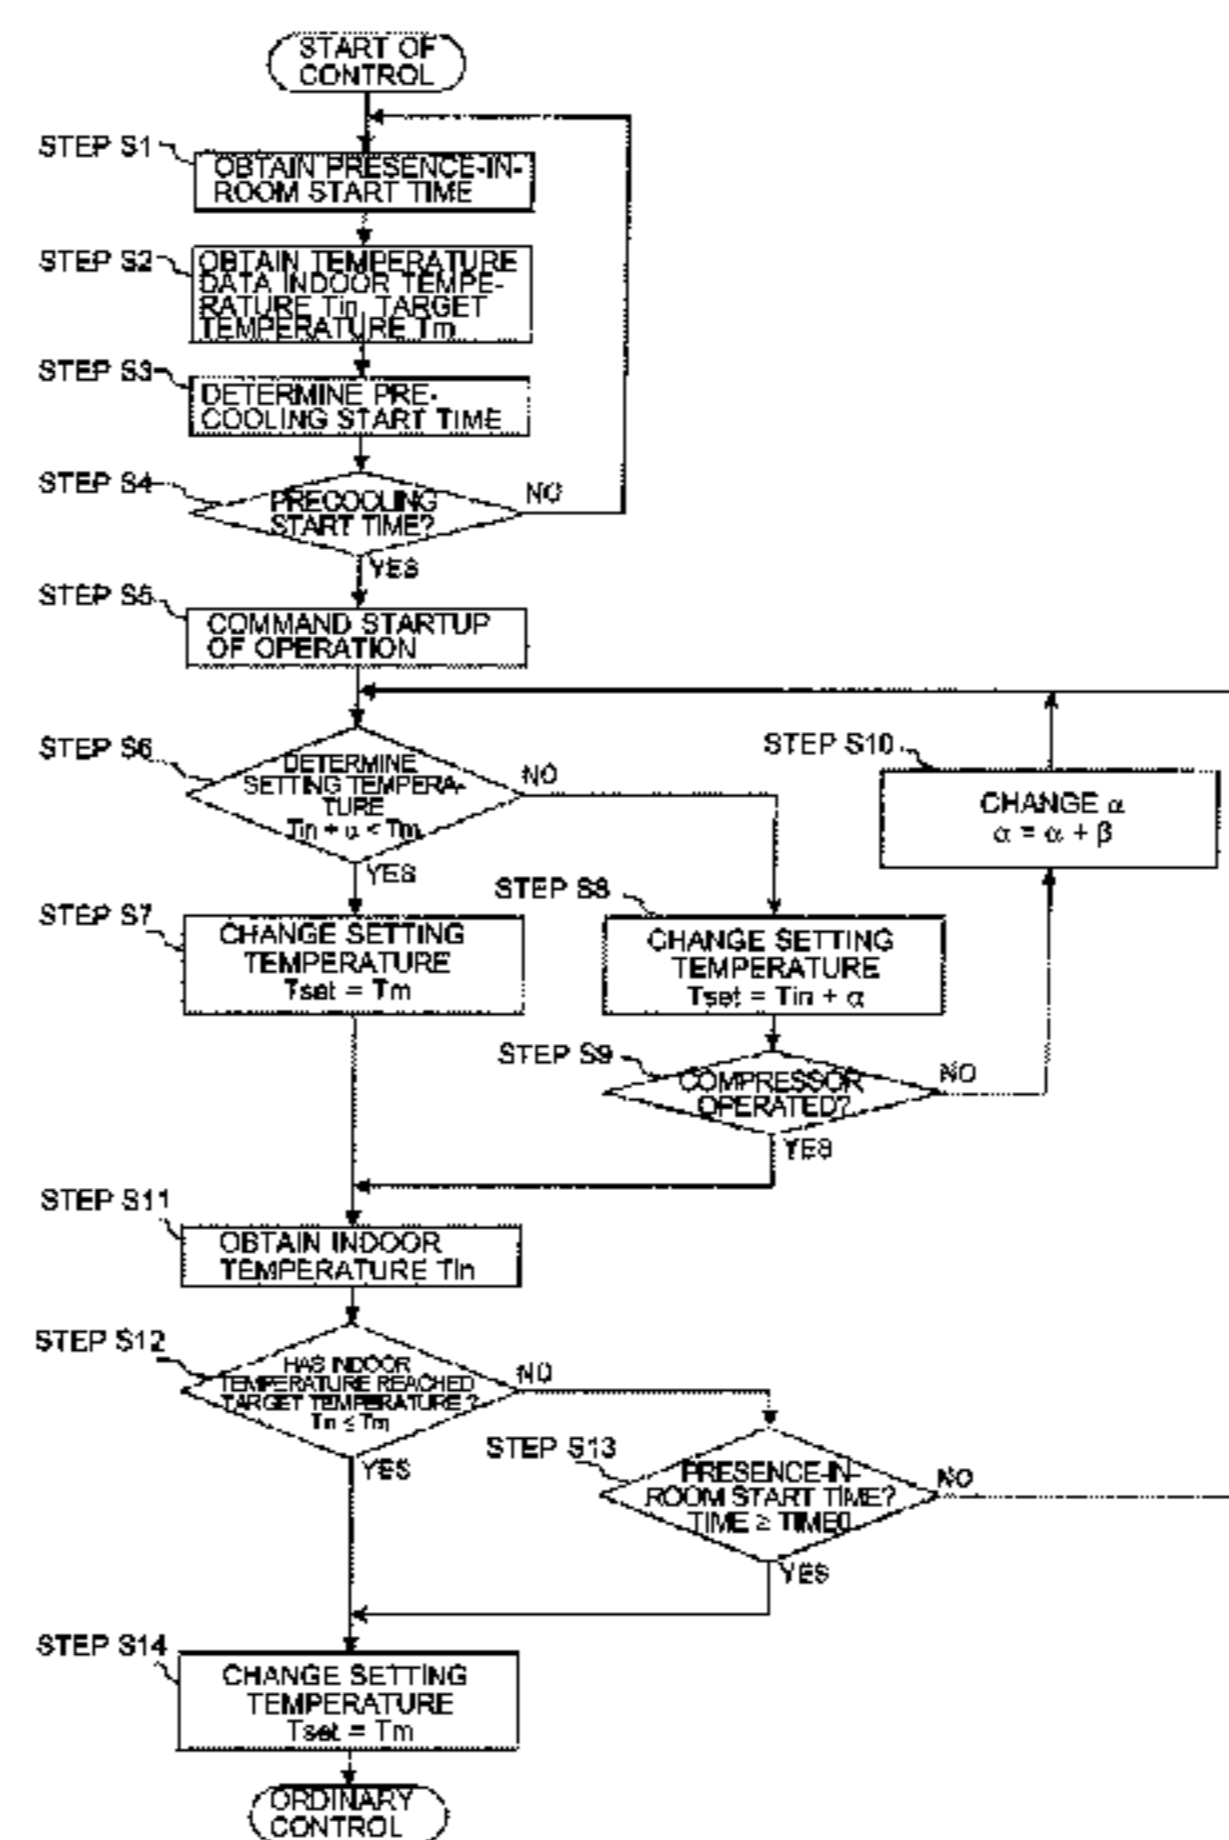 START OF
CONTROL
STEP S1
OBTAIN PRESENCE-IN-
ROOM START TIME
STEP S2
OBTAIN TEMPERATURE
DATA INDOOR TEMPE-
RATURE Tin, TARGET
TEMPERATURE Tm
STEP S3
DETERMINE PRE-
COOLING START TIME
STEP S4
PRECOOLING
START TIME?
NO
YES
STEP S5
COMMAND STARTUP
OF OPERATION
STEP S6
DETERMINE
SETTING TEMPERA-
TURE
Tin + α < Tm
NO
YES
STEP S10
CHANGE α
α = α + β
STEP S7
CHANGE SETTING
TEMPERATURE
Tset = Tm
STEP S8
CHANGE SETTING
TEMPERATURE
Tset = Tin + α
STEP S9
COMPRESSOR
OPERATED?
NO
YES
STEP S11
OBTAIN INDOOR
TEMPERATURE Tin
STEP S12
HAS INDOOR
TEMPERATURE REACHED
TARGET TEMPERATURE?
Tin ≤ Tm
NO
YES
STEP S13
PRESENCE-IN-
ROOM START TIME?
TIME ≥ TIME0
NO
YES
STEP S14
CHANGE SETTING
TEMPERATURE
Tset = Tm
ORDINARY
CONTROL